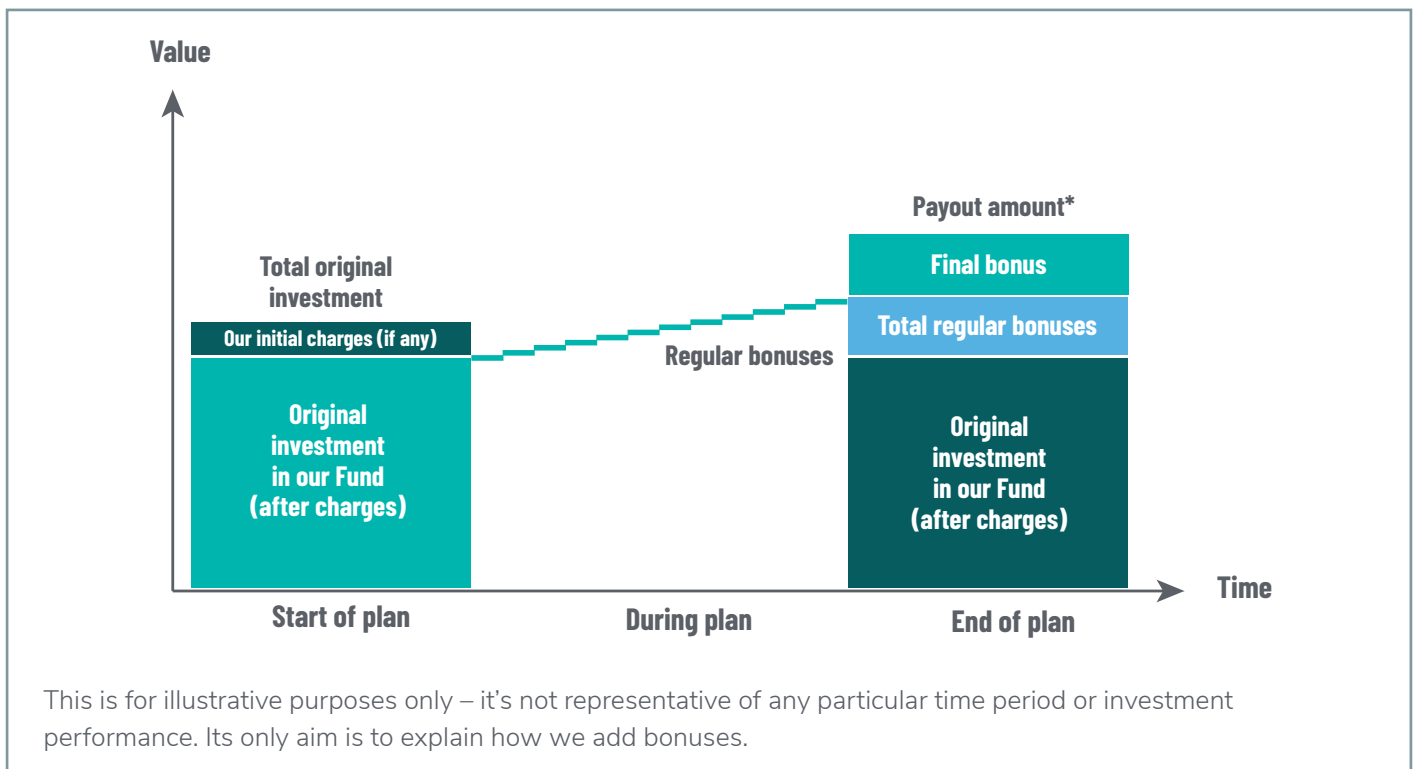 Value
Payout amount*
Total original
investment
Final bonus
Our initial charges (if any)
Total regular bonuses
Regular bonuses
Original
investment
in our Fund
(after charges)
Original
investment
in our Fund
(after charges)
Time
Start of plan
During plan
End of plan
This is for illustrative purposes only – it's not representative of any particular time period or investment
performance. Its only aim is to explain how we add bonuses.